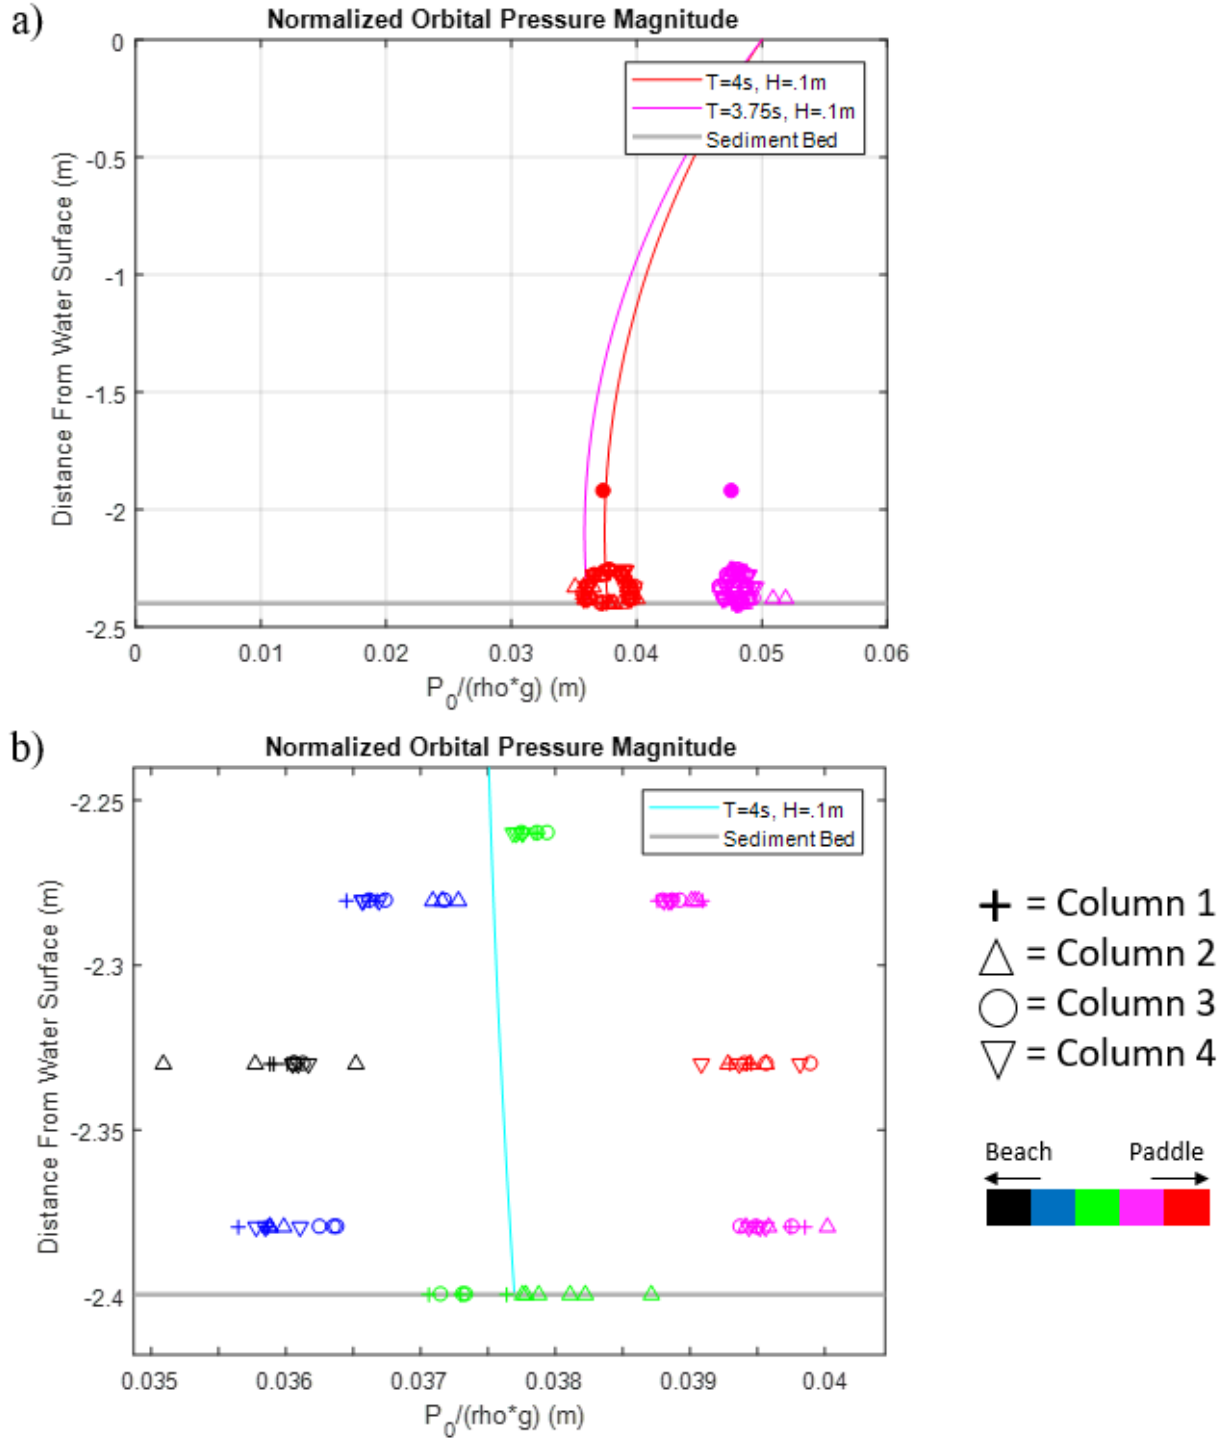 a)
Normalized Orbital Pressure Magnitude
T=4s, H=.1m
T=3.75s, H=.1m
Sediment Bed
Distance From Water Surface (m)
0
-0.5
-1
-1.5
-2
-2.5
0 0.01 0.02 0.03 0.04 0.05 0.06
P0/(rho*g) (m)
b)
Normalized Orbital Pressure Magnitude
T=4s, H=.1m
Sediment Bed
Distance From Water Surface (m)
-2.25
-2.3
-2.35
-2.4
0.035 0.036 0.037 0.038 0.039 0.04
P0/(rho*g) (m)
= Column 1
= Column 2
= Column 3
= Column 4
Beach Paddle